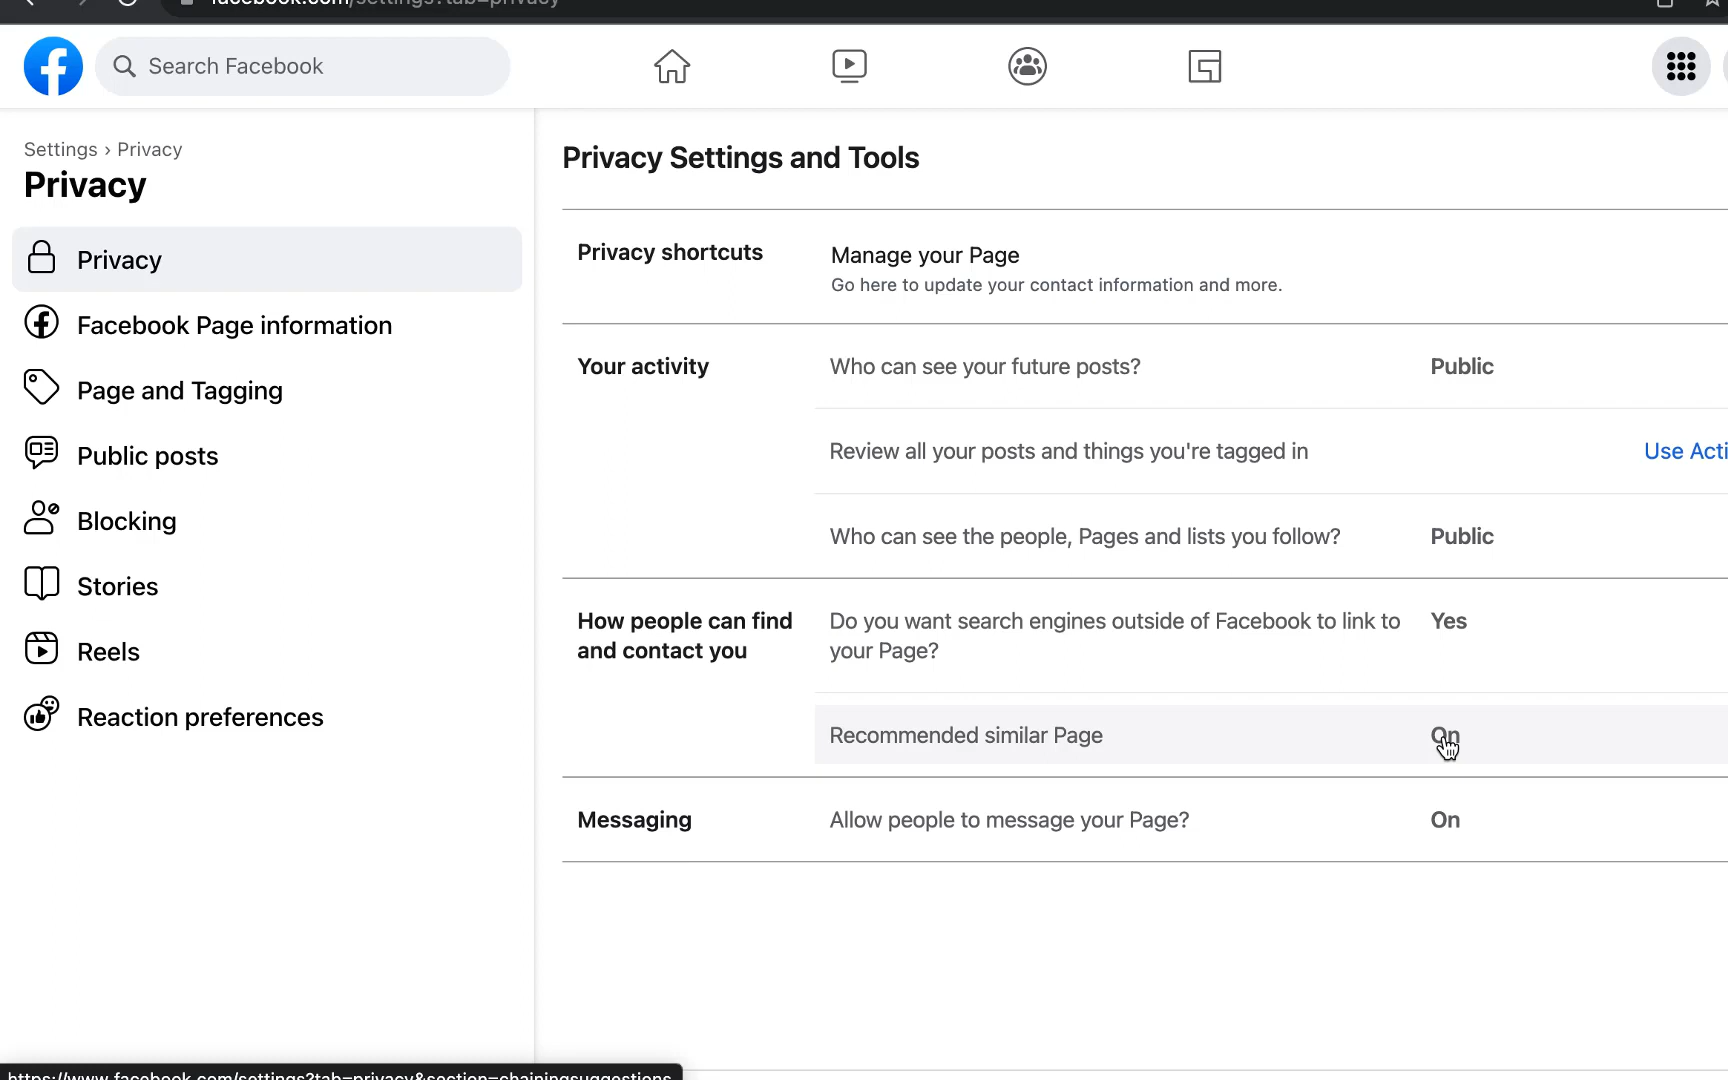 facebook.com/settings?tab=privacy
Search Facebook
Settings › Privacy
Privacy
Privacy
Facebook Page information
Page and Tagging
Public posts
Blocking
Stories
Reels
Reaction preferences
Privacy Settings and Tools
Privacy shortcuts
Manage your Page
Go here to update your contact information and more.
Your activity
Who can see your future posts?
Public
Review all your posts and things you're tagged in
Use Acti
Who can see the people, Pages and lists you follow?
Public
How people can find
and contact you
Do you want search engines outside of Facebook to link to
your Page?
Yes
Recommended similar Page
On
Messaging
Allow people to message your Page?
On
https://www.facebook.com/settings?tab=privacy&section=chainingsuggestions